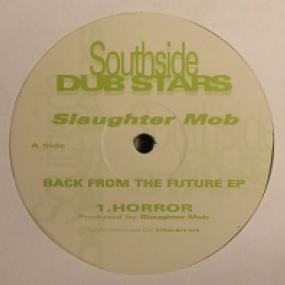 Southside
DUB STARS
Slaughter Mob
A Side
BACK FROM THE FUTURE EP
1.HORROR
Produced by Slaughter Mob